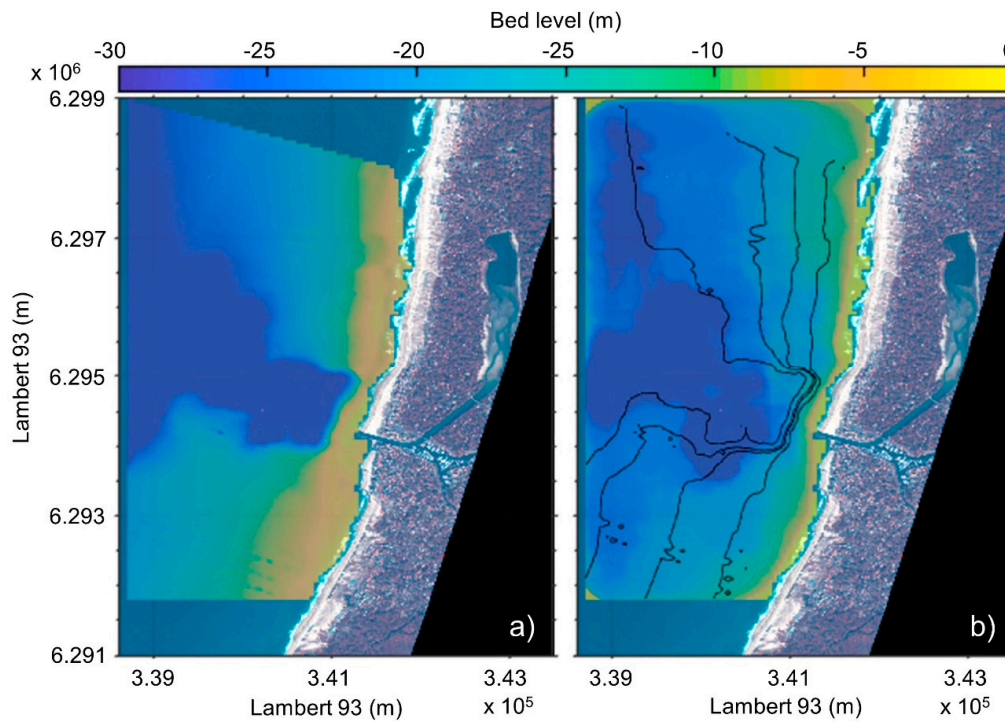 Bed level (m)
-30 -25 -20 -25 -10 -5 0
x 10⁶
6.299
6.297
6.295
6.293
6.291
Lambert 93 (m)
a) b)
3.39 3.41 3.43 3.39 3.41 3.43
Lambert 93 (m) x 10⁵ Lambert 93 (m) x 10⁵